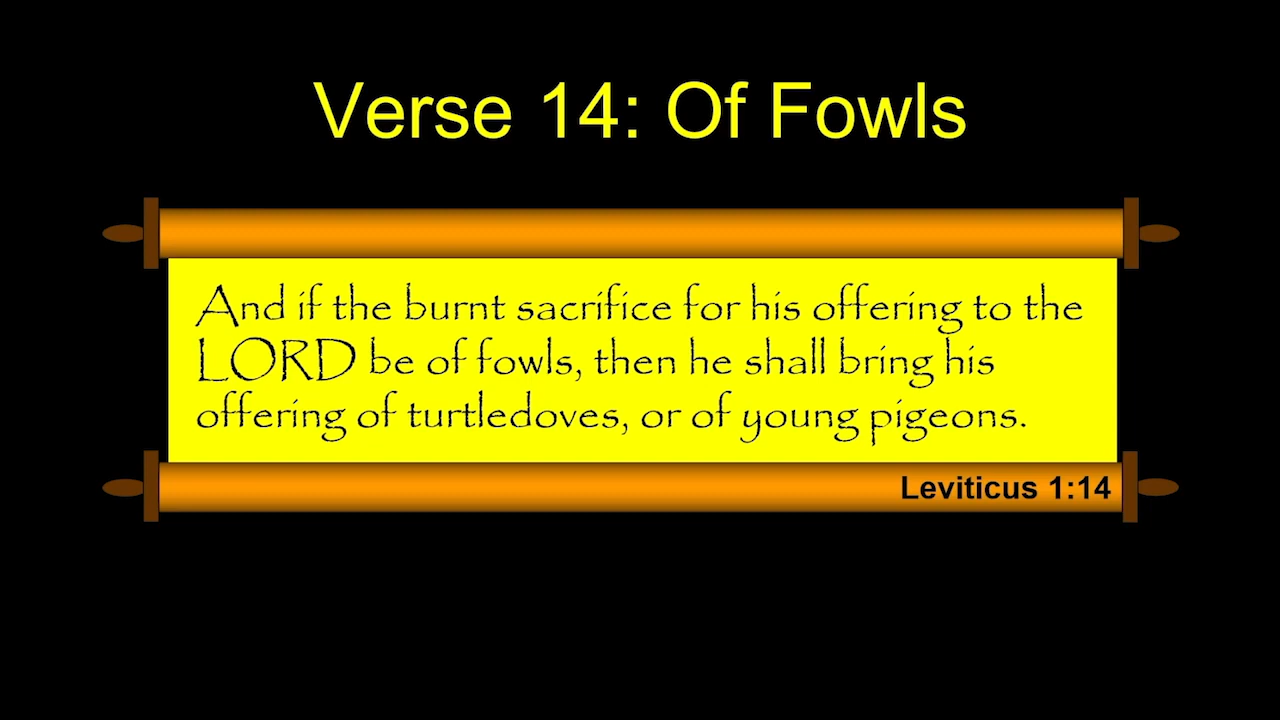 Verse 14: Of Fowls
And if the burnt sacrifice for his offering to the
LORD be of fowls, then he shall bring his
offering of turtledoves, or of young pigeons.
Leviticus 1:14